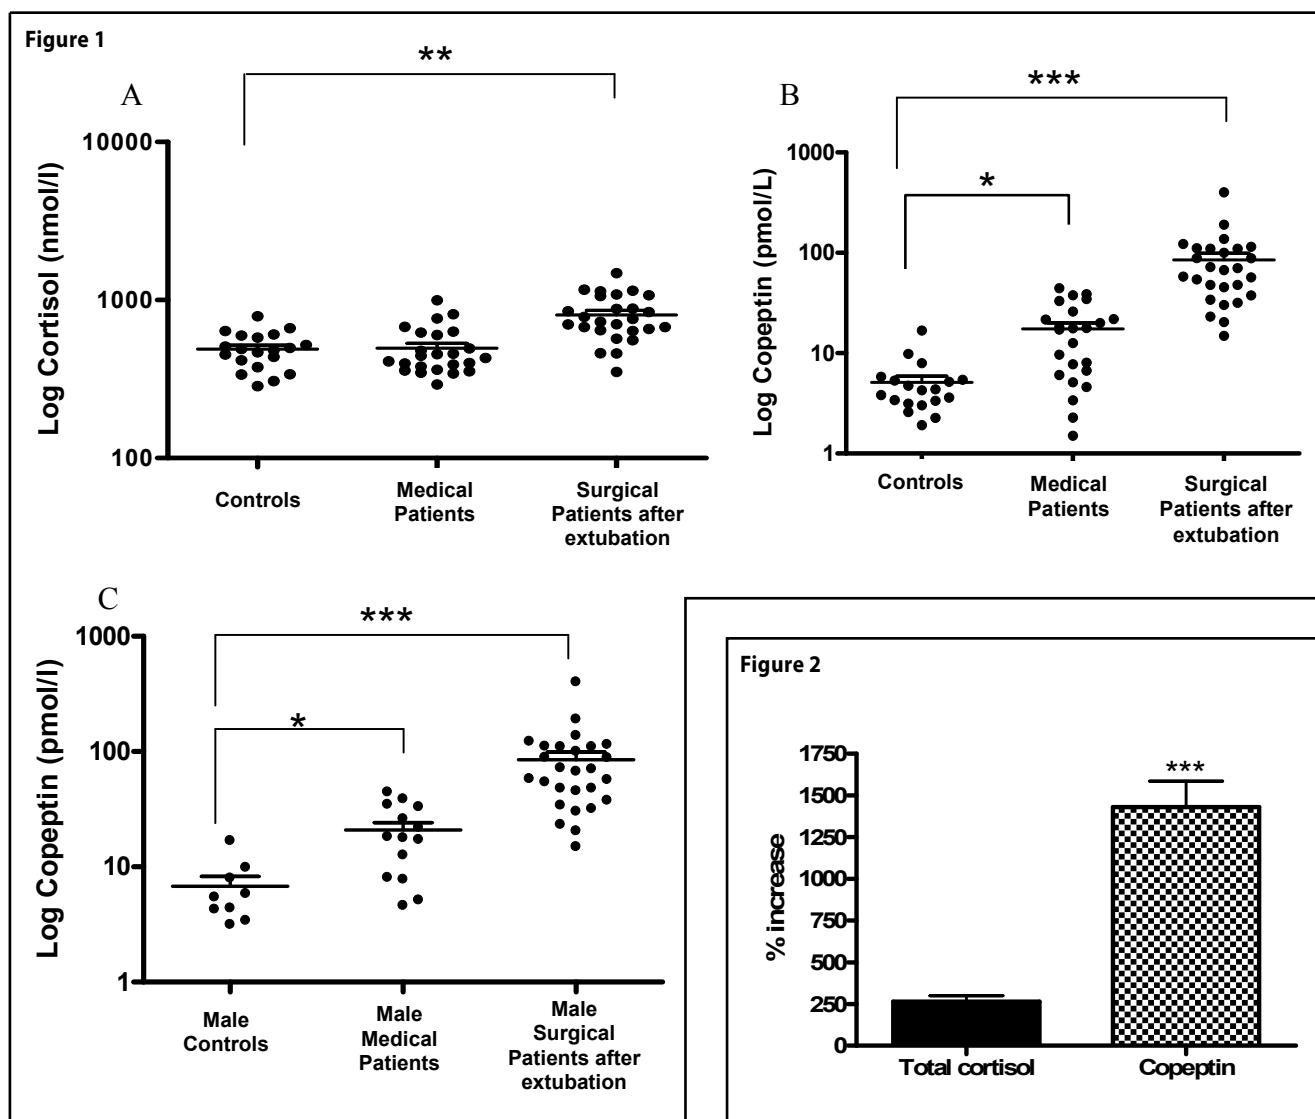 Figure 1
**
A
Log Cortisol (nmol/l)
10000
1000
100
Controls
Medical
Patients
Surgical
Patients after
extubation
B
***
*
Log Copeptin (pmol/L)
1000
100
10
1
Controls
Medical
Patients
Surgical
Patients after
extubation
C
***
*
Log Copeptin (pmol/l)
1000
100
10
1
Male
Controls
Male
Medical
Patients
Male
Surgical
Patients after
extubation
Figure 2
% increase
1750
1500
1250
1000
750
500
250
0
***
Total cortisol
Copeptin